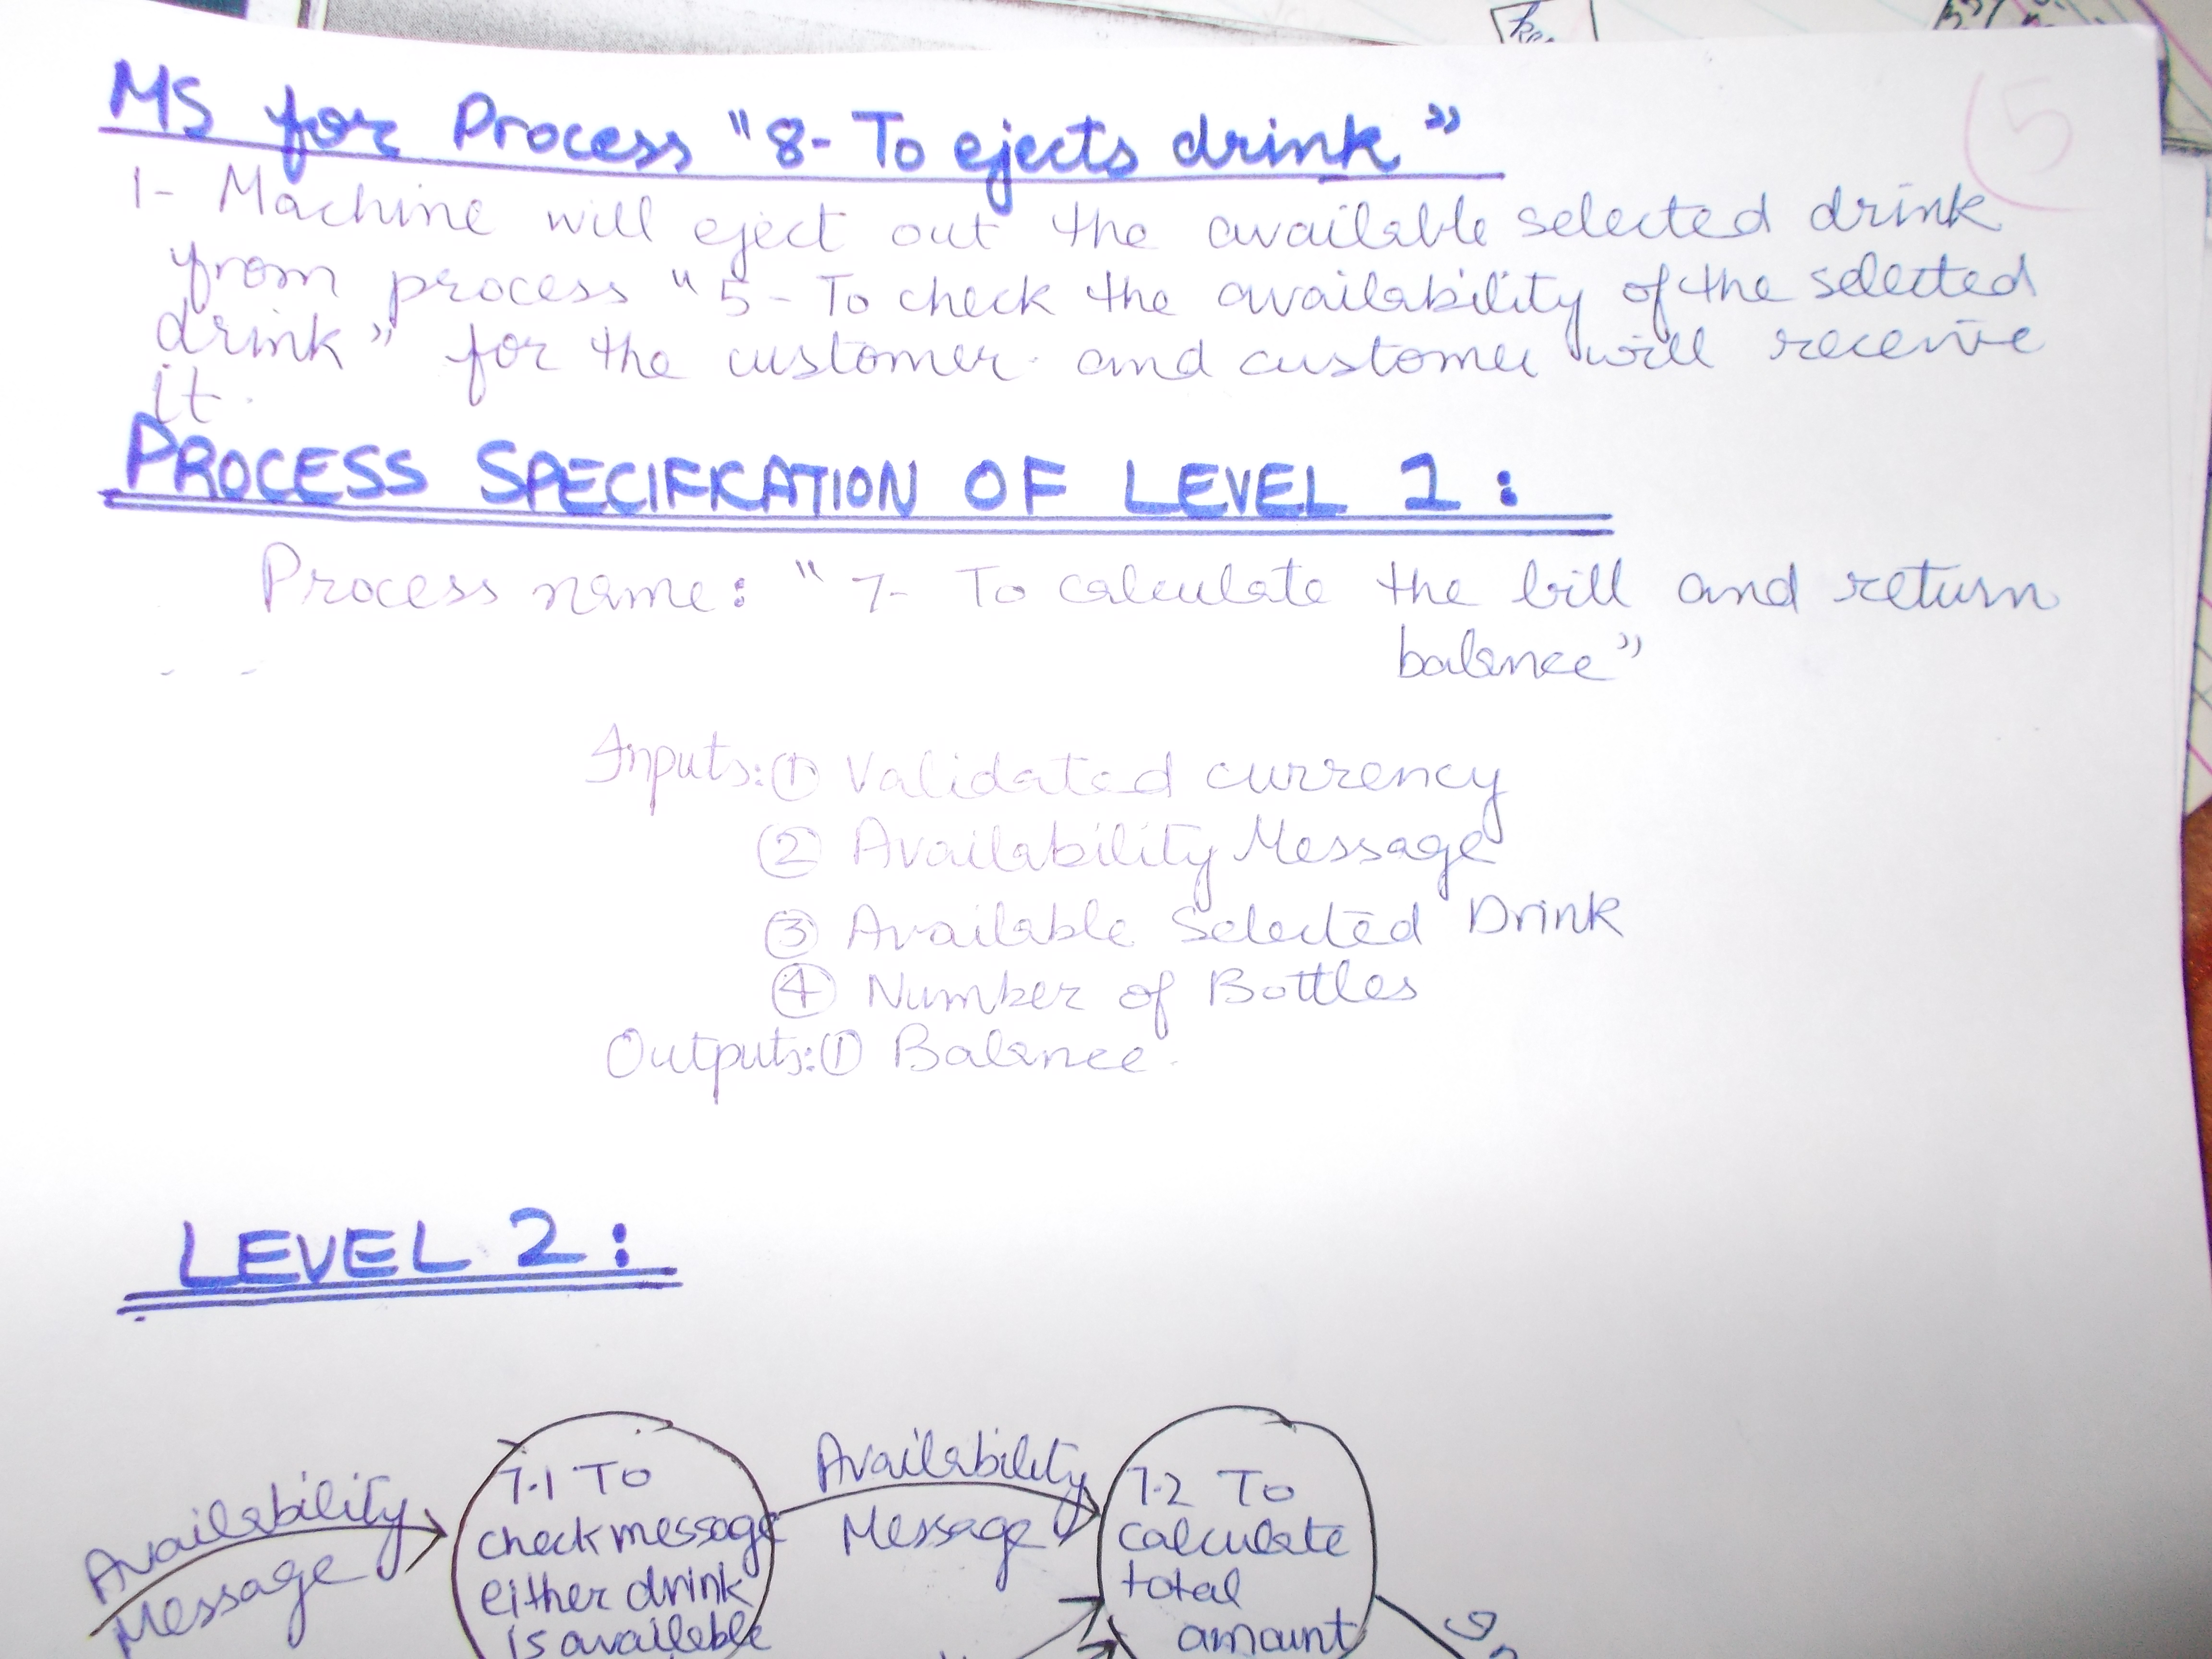 5
MS for Process "8- To ejects drink"
1- Machine will eject out the available selected drink
from process "5- To check the availability of the selected
drink" for the customer and customer will receive
it.
PROCESS SPECIFICATION OF LEVEL 1:
Process name: "7- To calculate the bill and return
balance"
Inputs: ① Validated currency
② Availability Message
③ Available Selected Drink
④ Number of Bottles
Outputs: ① Balance.
LEVEL 2:
Availability
Message
7.1 To
check message
either drink
is available
Availability
Message
7.2 To
calculate
total
amount